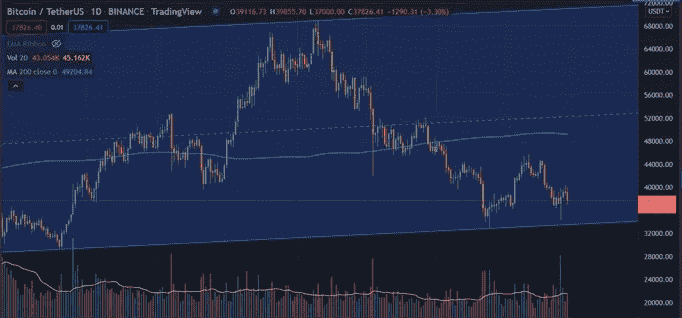 Bitcoin / TetherUS · 1D · BINANCE · TradingView O39116.73 H39855.70 L37000.00 C37826.41 −1290.31 (−3.30%) USDT
37826.40 0.01 37826.41
EMA Ribbon
Vol 20 43.054K 45.162K
MA 200 close 0 49204.84
72000.00
68000.00
64000.00
60000.00
56000.00
52000.00
48000.00
44000.00
40000.00
32000.00
28000.00
24000.00
20000.00